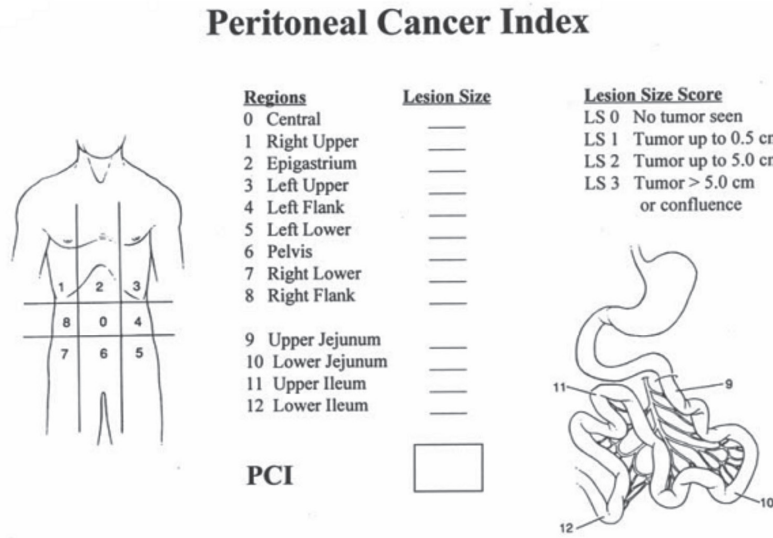 Peritoneal Cancer Index
Regions
Lesion Size
0 Central
1 Right Upper
2 Epigastrium
3 Left Upper
4 Left Flank
5 Left Lower
6 Pelvis
7 Right Lower
8 Right Flank
9 Upper Jejunum
10 Lower Jejunum
11 Upper Ileum
12 Lower Ileum
PCI
Lesion Size Score
LS 0 No tumor seen
LS 1 Tumor up to 0.5 cm
LS 2 Tumor up to 5.0 cm
LS 3 Tumor > 5.0 cm
or confluence
1 2 3
8 0 4
7 6 5
11 9
10
12